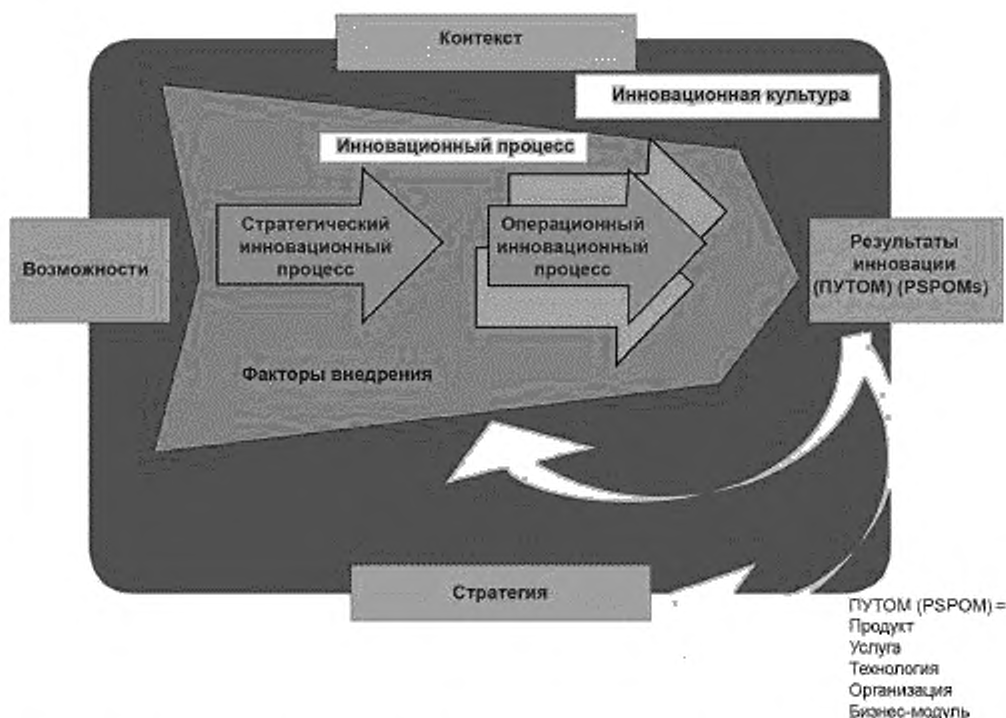 Контекст
Инновационная культура
Инновационный процесс
Стратегический
инновационный
процесс
Операционный
инновационный
процесс
Возможности
Результаты
инновации
(ПУТОМ) (PSPOMs)
Факторы внедрения
Стратегия
ПУТОМ (PSPOM) =
Продукт
Услуга
Технология
Организация
Бизнес-модуль